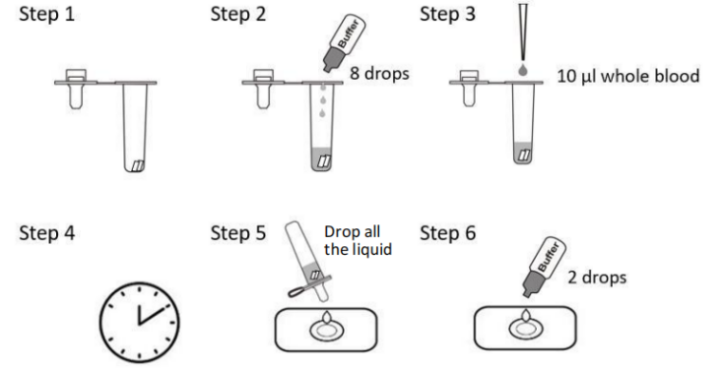 Step 1
Step 2
Buffer
8 drops
Step 3
10 µl whole blood
Step 4
Step 5
Drop all
the liquid
Step 6
Buffer
2 drops